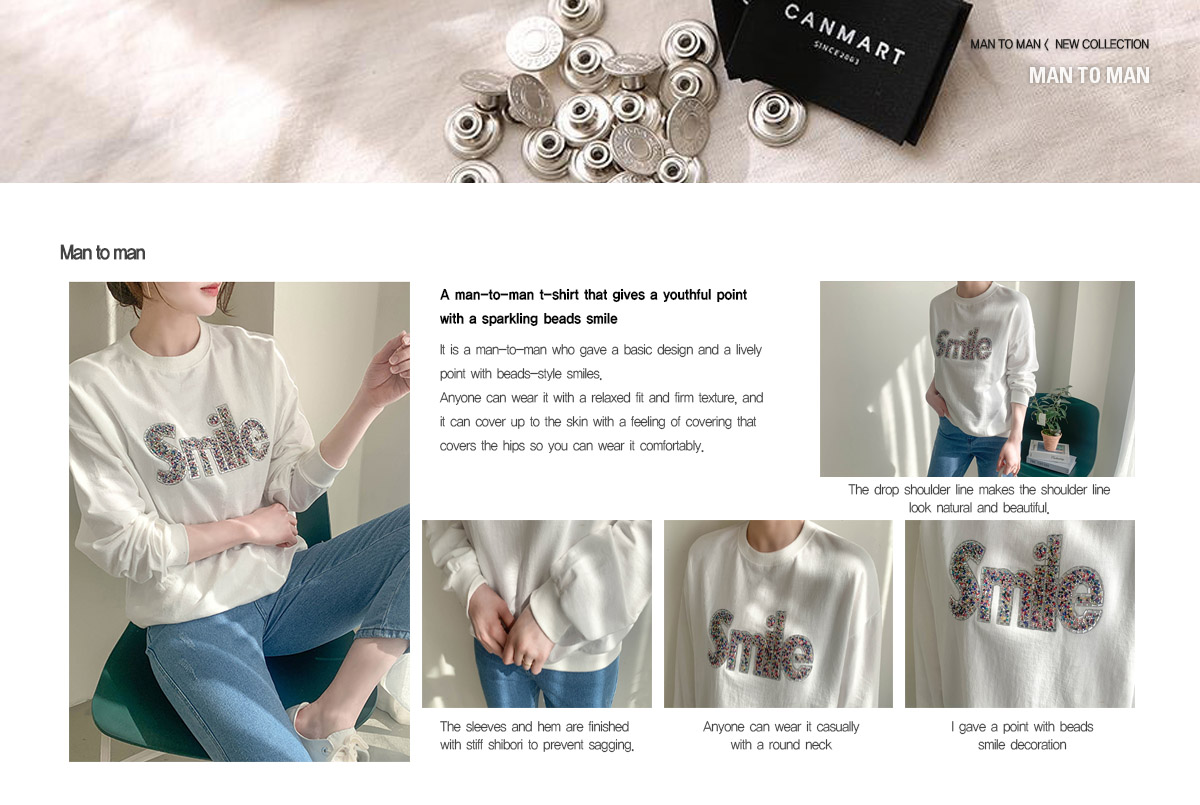 CANMART
SINCE2003
MAN TO MAN 〈 NEW COLLECTION
MAN TO MAN
Man to man
A man-to-man t-shirt that gives a youthful point
with a sparkling beads smile
It is a man-to-man who gave a basic design and a lively
point with beads-style smiles.
Anyone can wear it with a relaxed fit and firm texture, and
it can cover up to the skin with a feeling of covering that
covers the hips so you can wear it comfortably.
Smile
Smile
The drop shoulder line makes the shoulder line
look natural and beautiful.
Smile
Smile
The sleeves and hem are finished
with stiff shibori to prevent sagging.
Anyone can wear it casually
with a round neck
I gave a point with beads
smile decoration